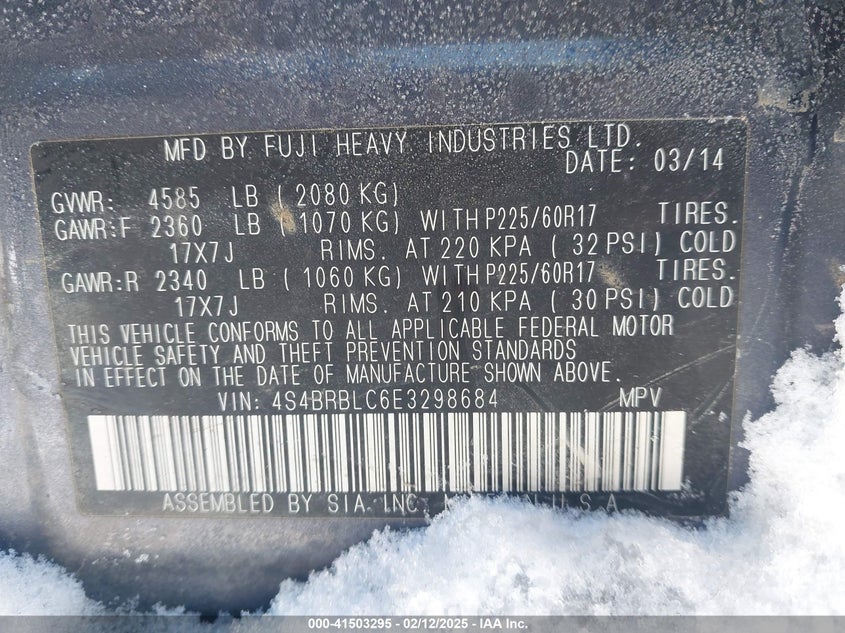 MFD BY FUJI HEAVY INDUSTRIES LTD.
DATE: 03/14
GVWR: 4585 LB ( 2080 KG)
GAWR:F 2360 LB ( 1070 KG) WITH P225/60R17 TIRES.
17X7J RIMS. AT 220 KPA ( 32 PSI) COLD
GAWR:R 2340 LB ( 1060 KG) WITH P225/60R17 TIRES.
17X7J RIMS. AT 210 KPA ( 30 PSI) COLD
THIS VEHICLE CONFORMS TO ALL APPLICABLE FEDERAL MOTOR
VEHICLE SAFETY AND THEFT PREVENTION STANDARDS
IN EFFECT ON THE DATE OF MANUFACTURE SHOWN ABOVE.
VIN: 4S4BRBLC6E3298684 MPV
ASSEMBLED BY SIA, INC. U.S.A
000-41503295 - 02/12/2025 - IAA Inc.